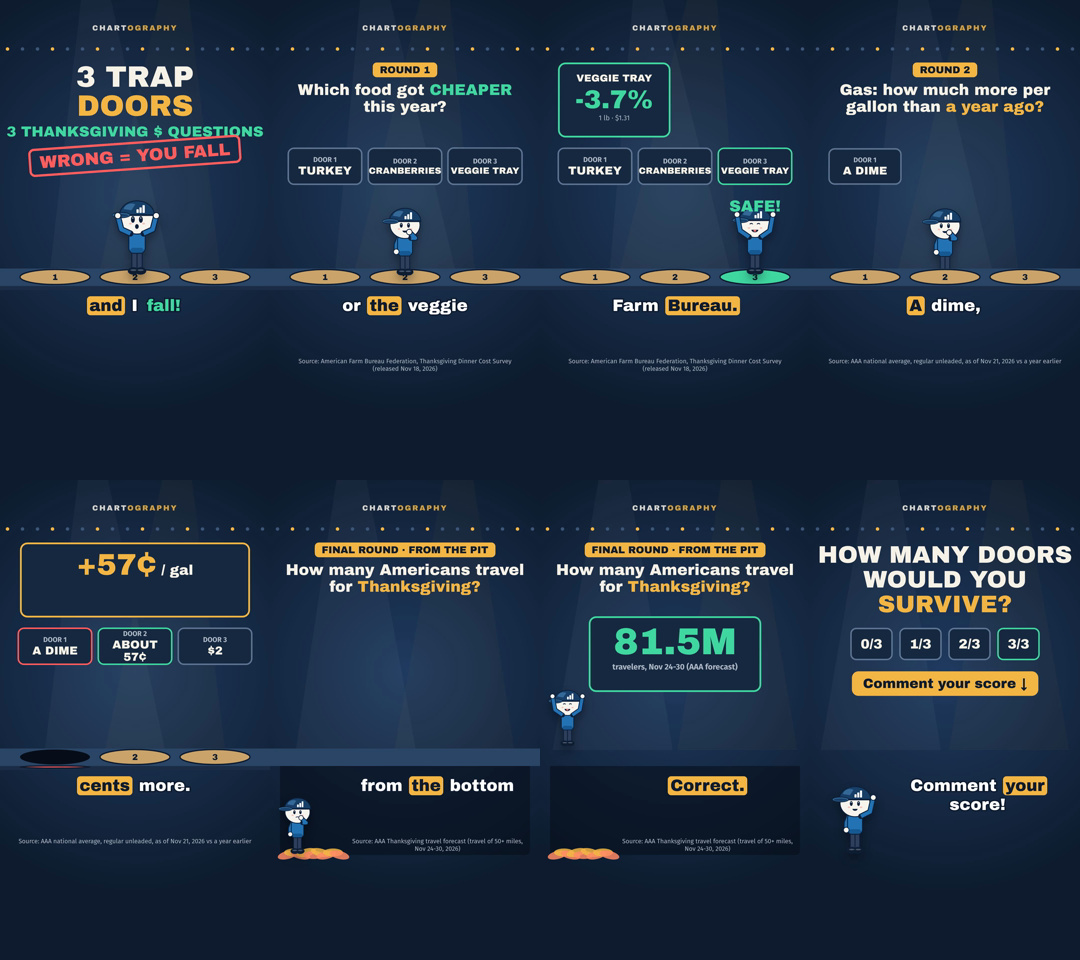 CHARTOGRAPHY
3 TRAP
DOORS
3 THANKSGIVING $ QUESTIONS
WRONG = YOU FALL
1
2
3
and I fall!
CHARTOGRAPHY
ROUND 1
Which food got CHEAPER
this year?
DOOR 1
TURKEY
DOOR 2
CRANBERRIES
DOOR 3
VEGGIE TRAY
1
2
3
or the veggie
Source: American Farm Bureau Federation, Thanksgiving Dinner Cost Survey
(released Nov 18, 2026)
CHARTOGRAPHY
VEGGIE TRAY
-3.7%
1 lb · $1.31
DOOR 1
TURKEY
DOOR 2
CRANBERRIES
DOOR 3
VEGGIE TRAY
SAFE!
1
2
3
Farm Bureau.
Source: American Farm Bureau Federation, Thanksgiving Dinner Cost Survey
(released Nov 18, 2026)
CHARTOGRAPHY
ROUND 2
Gas: how much more per
gallon than a year ago?
DOOR 1
A DIME
1
2
3
A dime,
Source: AAA national average, regular unleaded, as of Nov 21, 2026 vs a year earlier
CHARTOGRAPHY
+57¢ / gal
DOOR 1
A DIME
DOOR 2
ABOUT
57¢
DOOR 3
$2
2
3
cents more.
Source: AAA national average, regular unleaded, as of Nov 21, 2026 vs a year earlier
CHARTOGRAPHY
FINAL ROUND · FROM THE PIT
How many Americans travel
for Thanksgiving?
from the bottom
Source: AAA Thanksgiving travel forecast (travel of 50+ miles,
Nov 24-30, 2026)
CHARTOGRAPHY
FINAL ROUND · FROM THE PIT
How many Americans travel
for Thanksgiving?
81.5M
travelers, Nov 24-30 (AAA forecast)
Correct.
Source: AAA Thanksgiving travel forecast (travel of 50+ miles,
Nov 24-30, 2026)
CHARTOGRAPHY
HOW MANY DOORS
WOULD YOU
SURVIVE?
0/3
1/3
2/3
3/3
Comment your score ↓
Comment your
score!